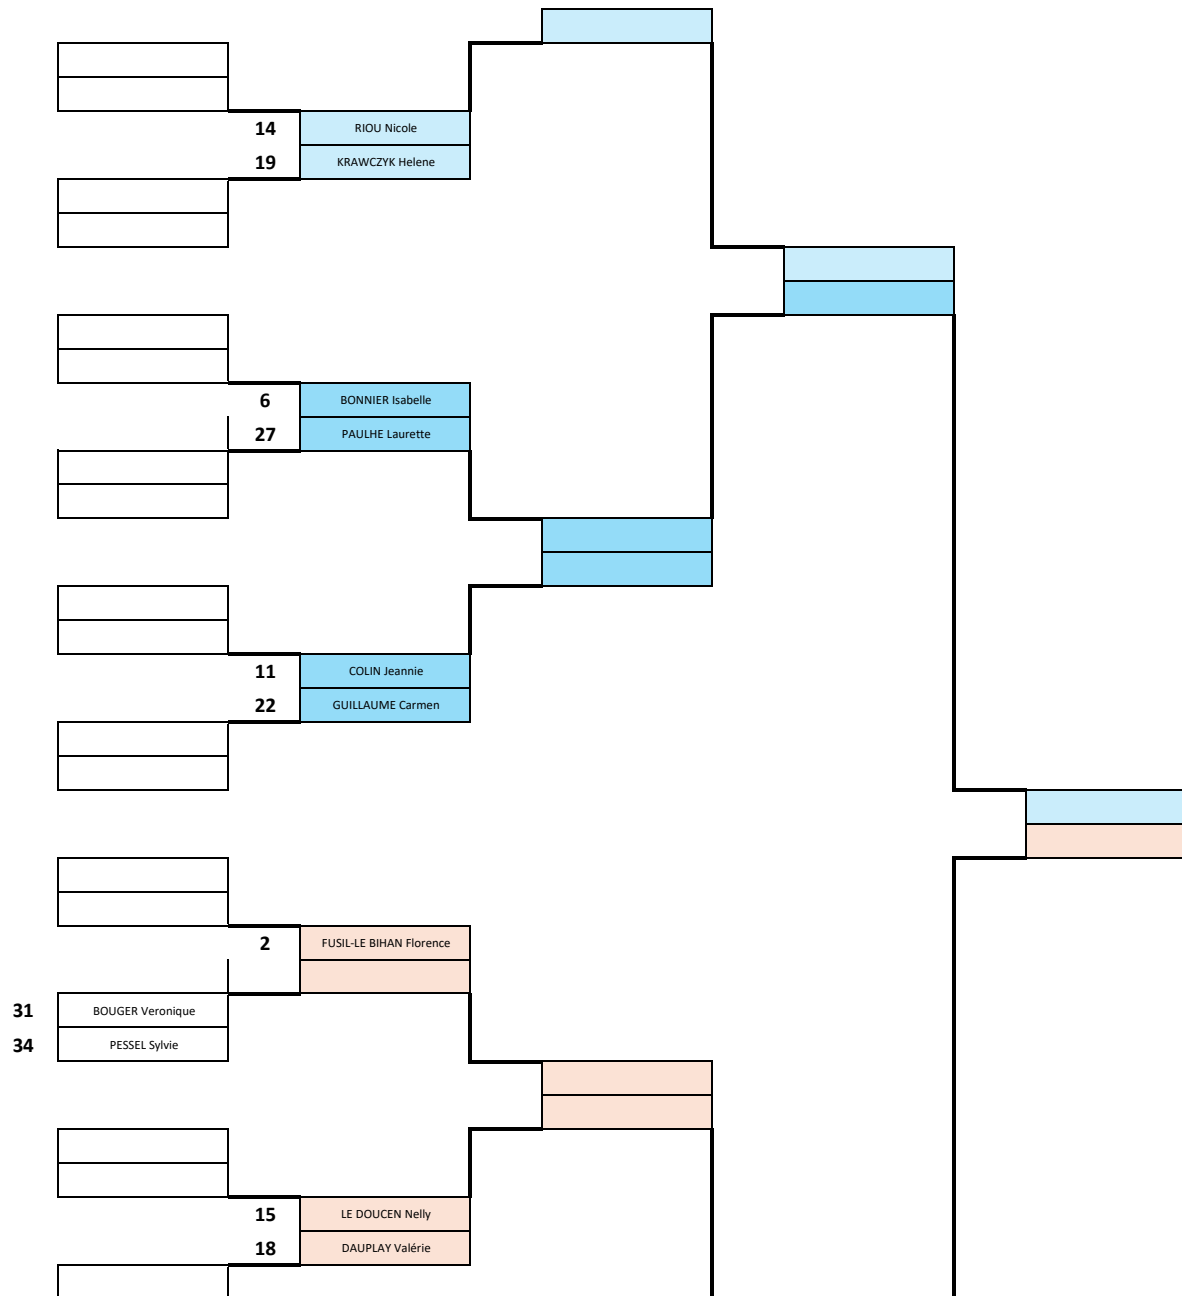 14 RIOU Nicole
19 KRAWCZYK Helene
6 BONNIER Isabelle
27 PAULHE Laurette
11 COLIN Jeannie
22 GUILLAUME Carmen
2 FUSIL-LE BIHAN Florence
31 BOUGER Veronique
34 PESSEL Sylvie
15 LE DOUCEN Nelly
18 DAUPLAY Valérie